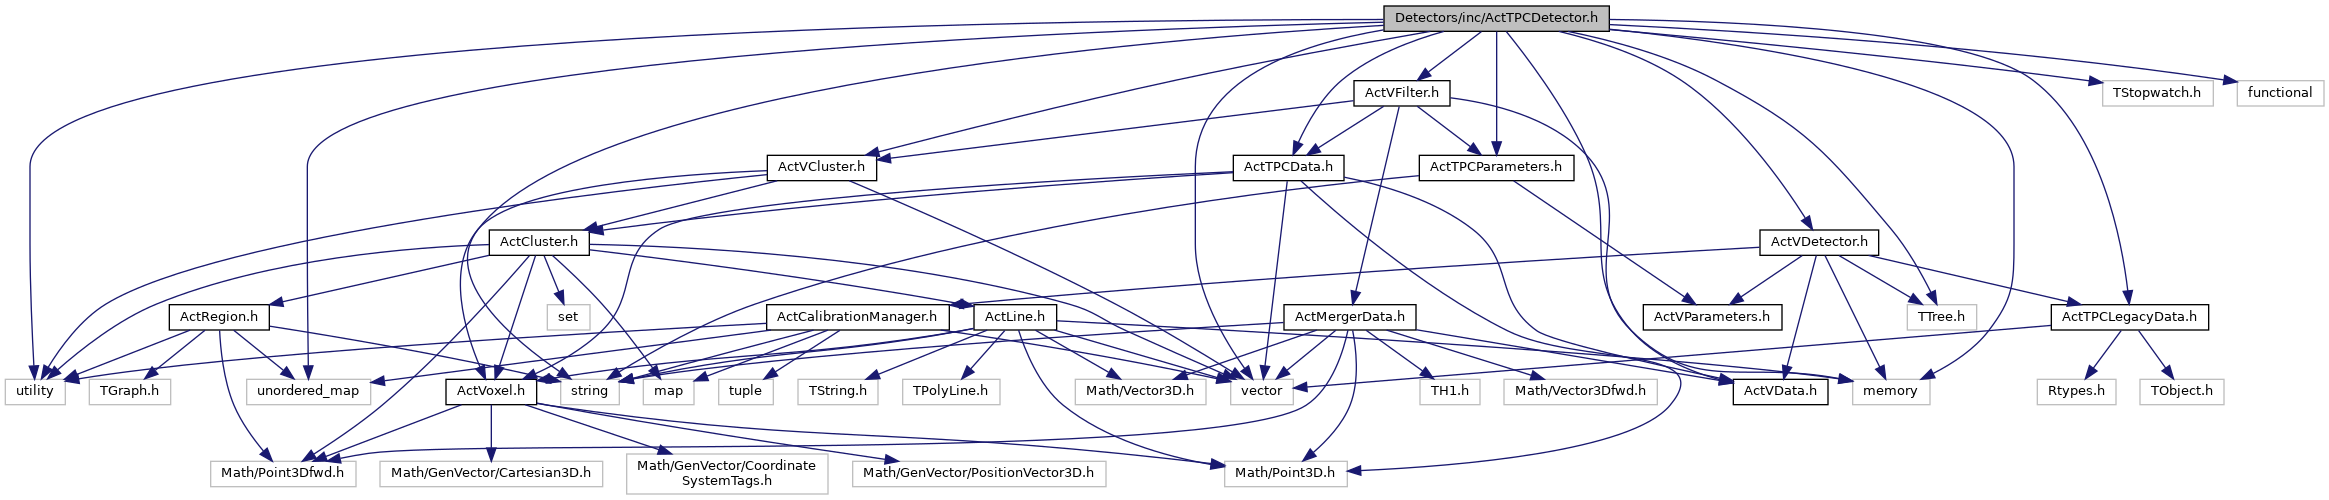 Detectors/inc/ActTPCDetector.h
ActVFilter.h
TStopwatch.h
functional
ActVCluster.h
ActTPCData.h
ActTPCParameters.h
ActCluster.h
ActVDetector.h
ActRegion.h
set
ActCalibrationManager.h
ActLine.h
ActMergerData.h
ActVParameters.h
TTree.h
ActTPCLegacyData.h
utility
TGraph.h
unordered_map
ActVoxel.h
string
map
tuple
TString.h
TPolyLine.h
Math/Vector3D.h
vector
TH1.h
Math/Vector3Dfwd.h
ActVData.h
memory
Rtypes.h
TObject.h
Math/Point3Dfwd.h
Math/GenVector/Cartesian3D.h
Math/GenVector/Coordinate
SystemTags.h
Math/GenVector/PositionVector3D.h
Math/Point3D.h